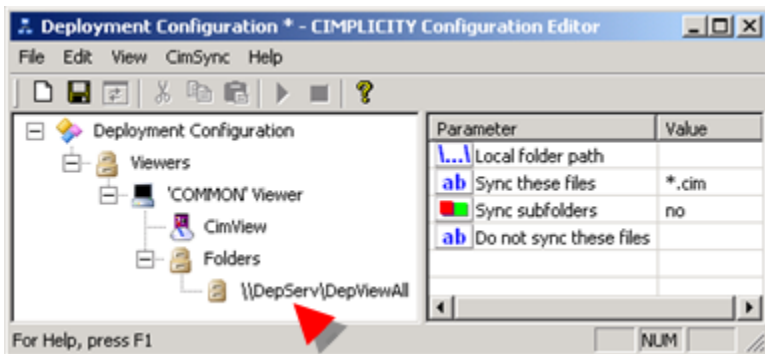 Deployment Configuration * - CIMPLICITY Configuration Editor
File Edit View CimSync Help
Deployment Configuration
Viewers
'COMMON' Viewer
CimView
Folders
\\DepServ\DepViewAll
Parameter Value
\...\ Local folder path
ab Sync these files *.cim
Sync subfolders no
ab Do not sync these files
For Help, press F1 NUM